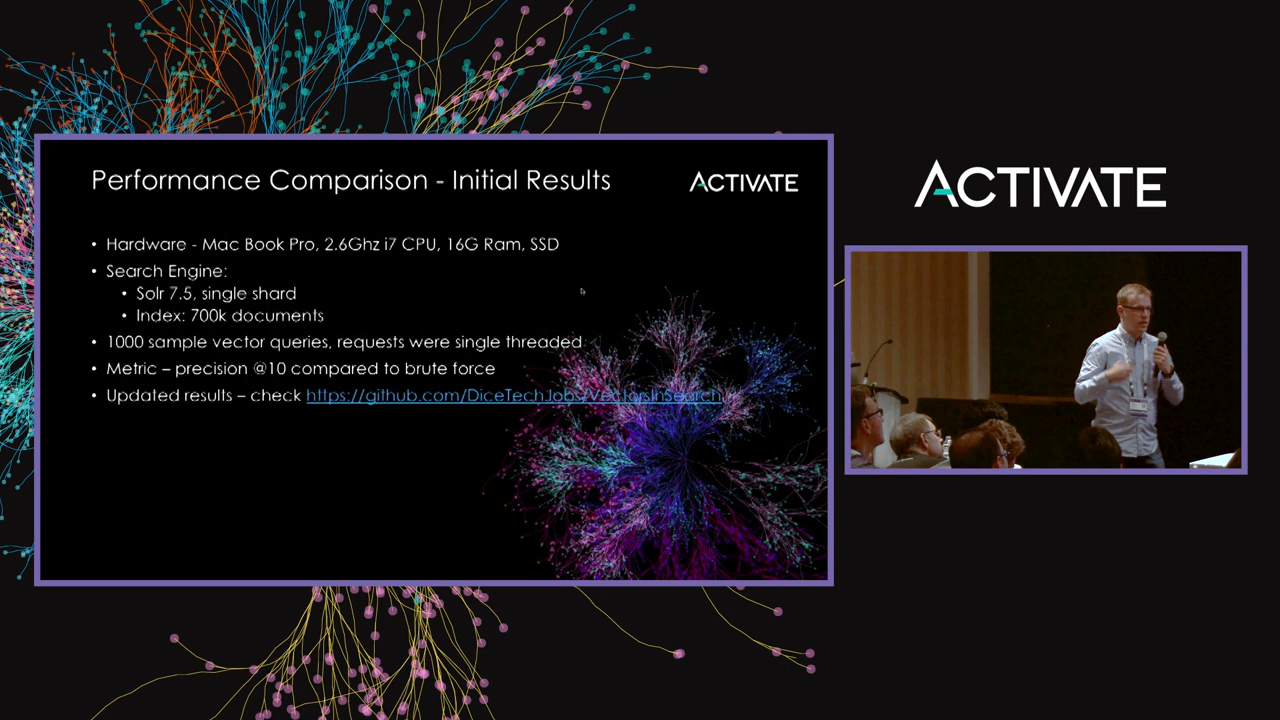 Performance Comparison - Initial Results
ACTIVATE
• Hardware - Mac Book Pro, 2.6Ghz i7 CPU, 16G Ram, SSD
• Search Engine:
• Solr 7.5, single shard
• Index: 700k documents
• 1000 sample vector queries, requests were single threaded
• Metric – precision @10 compared to brute force
• Updated results – check https://github.com/DiceTechJobs/VectorsInSearch
ACTIVATE